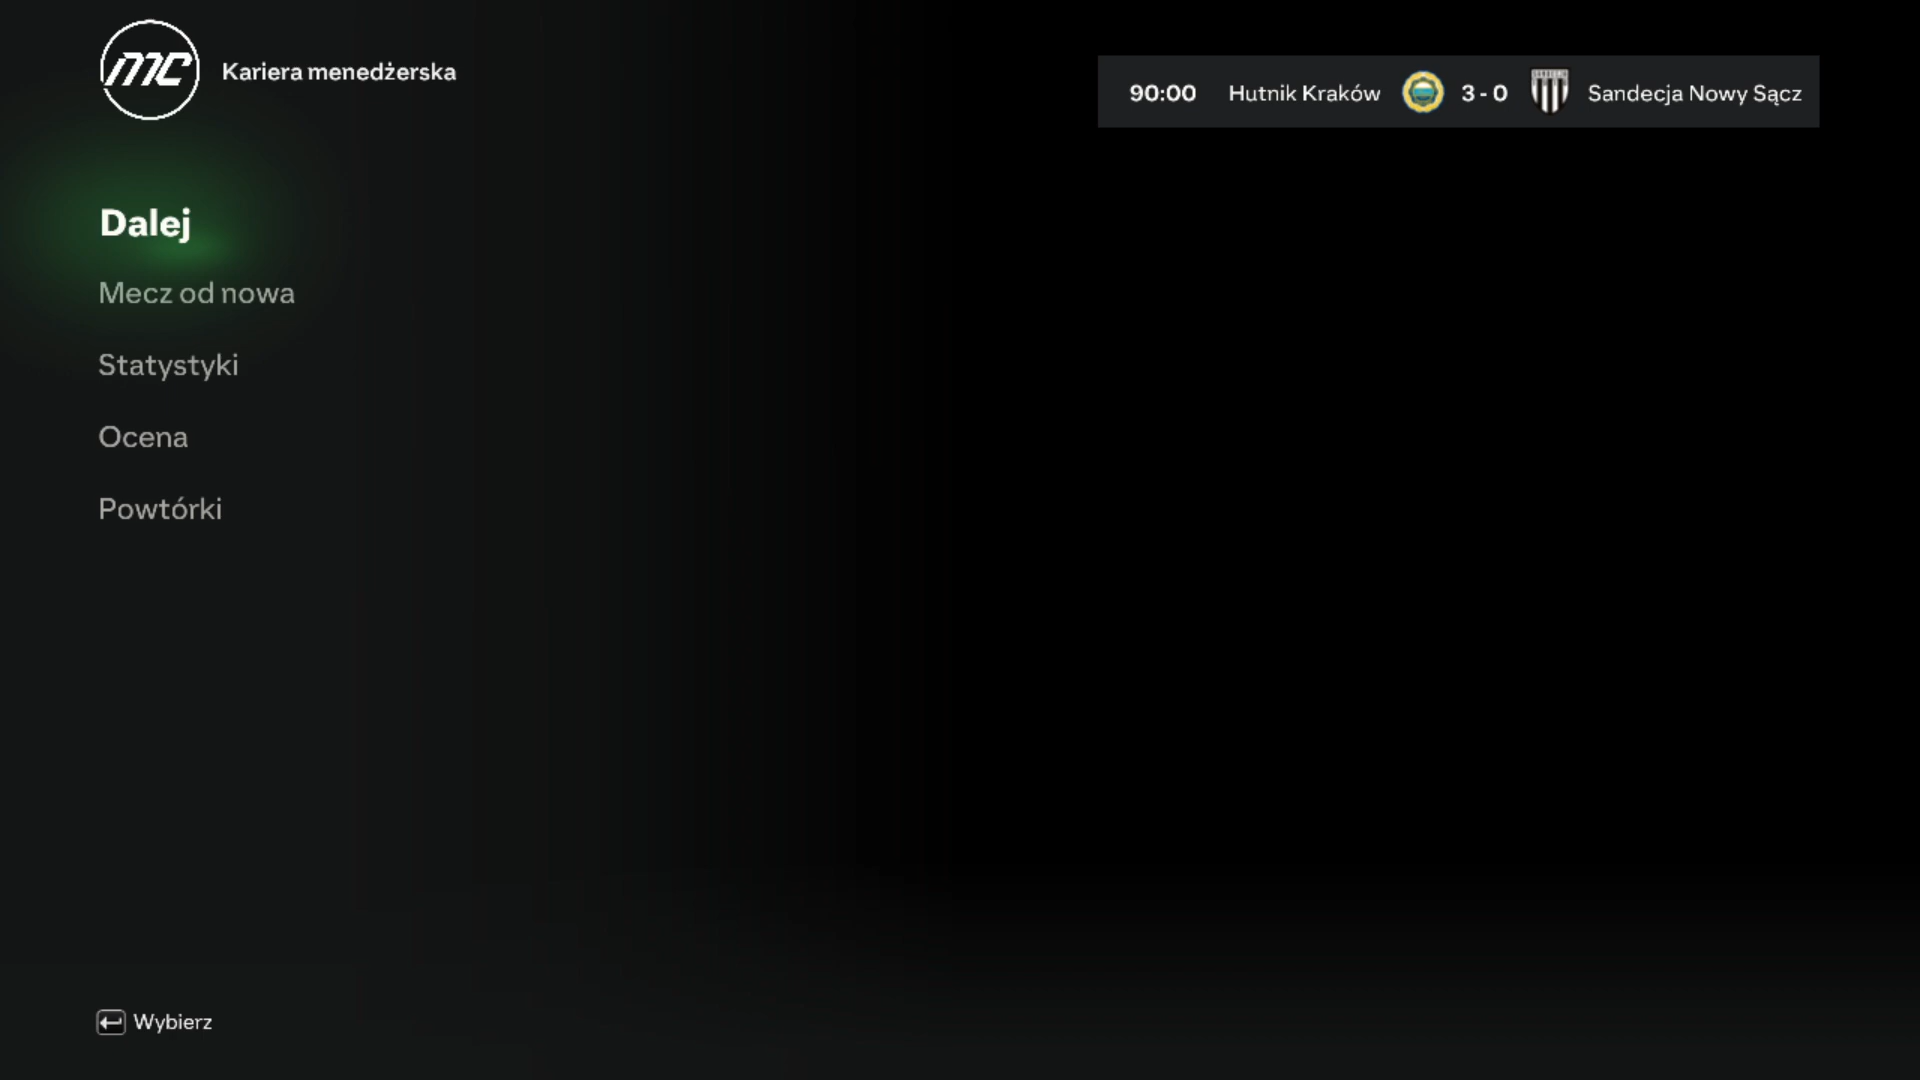 MC Kariera menedżerska
90:00 Hutnik Kraków 3 - 0 Sandecja Nowy Sącz
Dalej
Mecz od nowa
Statystyki
Ocena
Powtórki
Wybierz